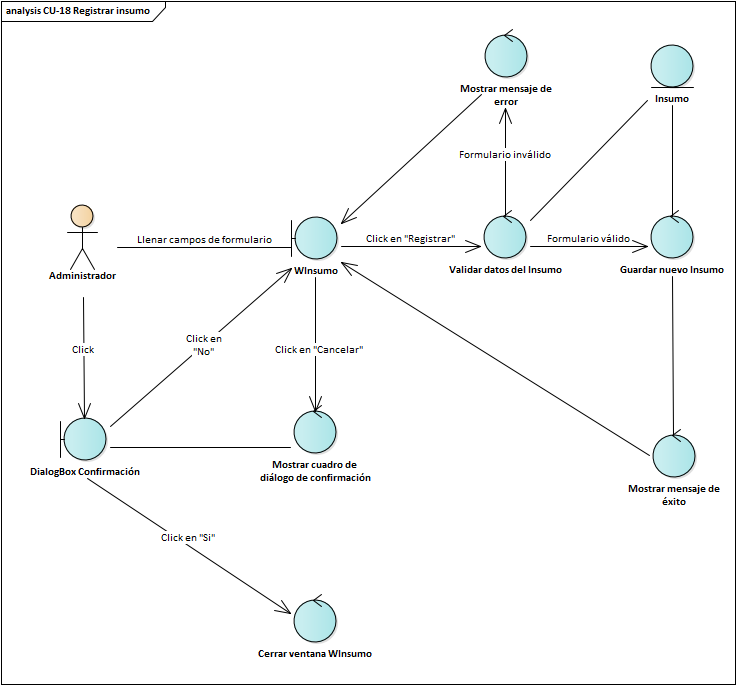 analysis CU-18 Registrar insumo
Mostrar mensaje de
error
Insumo
Formulario inválido
Llenar campos de formulario
Click en "Registrar"
Formulario válido
Administrador
WInsumo
Validar datos del Insumo
Guardar nuevo Insumo
Click
Click en
"No"
Click en "Cancelar"
DialogBox Confirmación
Mostrar cuadro de
diálogo de confirmación
Mostrar mensaje de
éxito
Click en "Si"
Cerrar ventana WInsumo